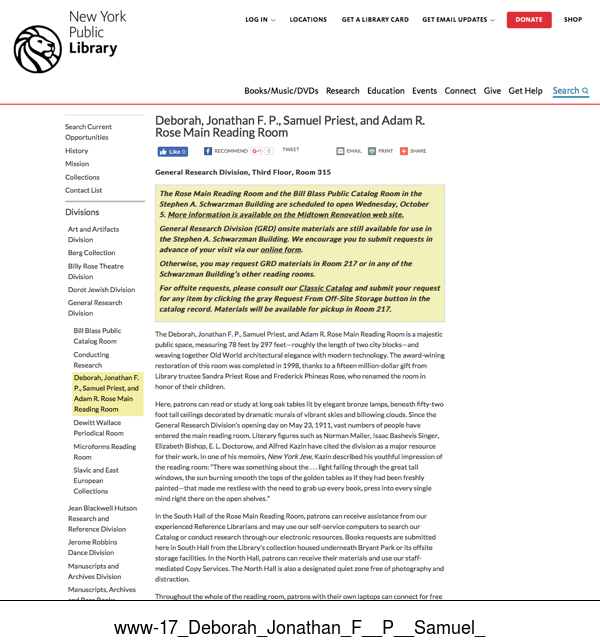 New York
Public
Library
LOG IN
LOCATIONS
GET A LIBRARY CARD
GET EMAIL UPDATES
DONATE
SHOP
Books/Music/DVDs
Research
Education
Events
Connect
Give
Get Help
Search
Search Current
Opportunities
History
Mission
Collections
Contact List
Divisions
Art and Artifacts
Division
Berg Collection
Billy Rose Theatre
Division
Dorot Jewish Division
General Research
Division
Bill Blass Public
Catalog Room
Conducting
Research
Deborah, Jonathan F.
P., Samuel Priest, and
Adam R. Rose Main
Reading Room
Dewitt Wallace
Periodical Room
Microforms Reading
Room
Slavic and East
European
Collections
Jean Blackwell Hutson
Research and
Reference Division
Jerome Robbins
Dance Division
Manuscripts and
Archives Division
Manuscripts, Archives
Deborah, Jonathan F. P., Samuel Priest, and Adam R.
Rose Main Reading Room
Like 0
RECOMMEND
G+1 0
TWEET
EMAIL
PRINT
SHARE
General Research Division, Third Floor, Room 315
The Rose Main Reading Room and the Bill Blass Public Catalog Room in the
Stephen A. Schwarzman Building are scheduled to open Wednesday, October
5. More information is available on the Midtown Renovation web site.
General Research Division (GRD) onsite materials are still available for use in
the Stephen A. Schwarzman Building. We encourage you to submit requests in
advance of your visit via our online form.
Otherwise, you may request GRD materials in Room 217 or in any of the
Schwarzman Building's other reading rooms.
For offsite requests, please consult our Classic Catalog and submit your request
for any item by clicking the gray Request From Off-Site Storage button in the
catalog record. Materials will be available for pickup in Room 217.
The Deborah, Jonathan F. P., Samuel Priest, and Adam R. Rose Main Reading Room is a majestic
public space, measuring 78 feet by 297 feet—roughly the length of two city blocks—and
weaving together Old World architectural elegance with modern technology. The award-wining
restoration of this room was completed in 1998, thanks to a fifteen million-dollar gift from
Library trustee Sandra Priest Rose and Frederick Phineas Rose, who renamed the room in
honor of their children.
Here, patrons can read or study at long oak tables lit by elegant bronze lamps, beneath fifty-two
foot tall ceilings decorated by dramatic murals of vibrant skies and billowing clouds. Since the
General Research Division's opening day on May 23, 1911, vast numbers of people have
entered the main reading room. Literary figures such as Norman Mailer, Isaac Bashevis Singer,
Elizabeth Bishop, E. L. Doctorow, and Alfred Kazin have cited the division as a major resource
for their work. In one of his memoirs, New York Jew, Kazin described his youthful impression of
the reading room: "There was something about the . . . light falling through the great tall
windows, the sun burning smooth the tops of the golden tables as if they had been freshly
painted—that made me restless with the need to grab up every book, press into every single
mind right there on the open shelves."
In the South Hall of the Rose Main Reading Room, patrons can receive assistance from our
experienced Reference Librarians and may use our self-service computers to search our
Catalog or conduct research through our electronic resources. Books requests are submitted
here in South Hall from the Library's collection housed underneath Bryant Park or its offsite
storage facilities. In the North Hall, patrons can receive their materials and use our staff-
mediated Copy Services. The North Hall is also a designated quiet zone free of photography and
distraction.
Throughout the whole of the reading room, patrons with their own laptops can connect for free
www-17_Deborah_Jonathan_F__P__Samuel_